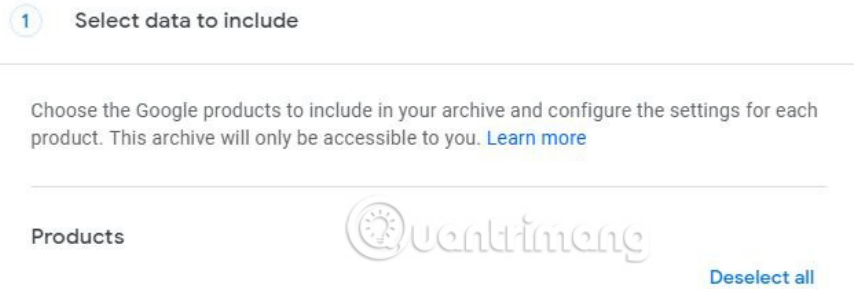 1 Select data to include
Choose the Google products to include in your archive and configure the settings for each
product. This archive will only be accessible to you. Learn more
Products
Quantrimang
Deselect all